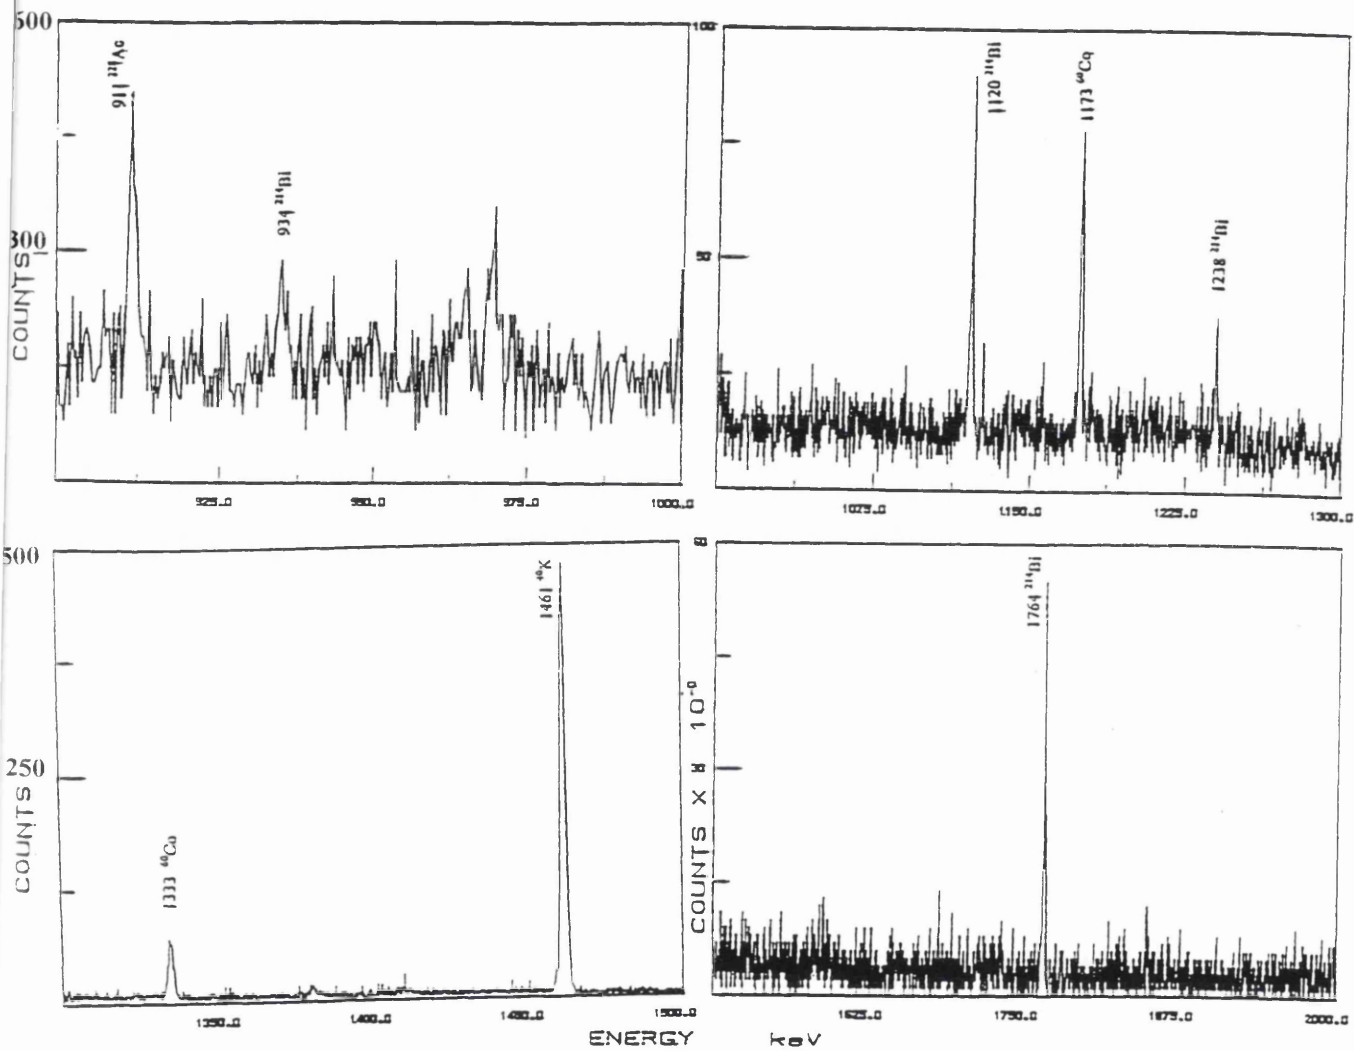 500
911 ²²⁸Ac
934 ²¹⁴Bi
300
COUNTS
925.0 950.0 975.0 1000.0
100
1120 ²¹⁴Bi
1173 ⁶⁰Co
1238 ²¹⁴Bi
50
1075.0 1150.0 1225.0 1300.0
500
1461 ⁴⁰K
250
COUNTS
1333 ⁶⁰Co
1350.0 1400.0 1450.0 1500.0
1764 ²¹⁴Bi
COUNTS X 10⁻⁰
1625.0 1750.0 1875.0 2000.0
ENERGY keV